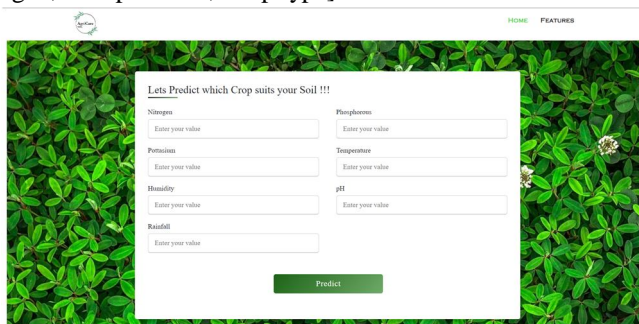 HOME FEATURES
Lets Predict which Crop suits your Soil !!!
Nitrogen Phosphorous
Enter your value Enter your value
Pottasium Temperature
Enter your value Enter your value
Humidity pH
Enter your value Enter your value
Rainfall
Enter your value
Predict